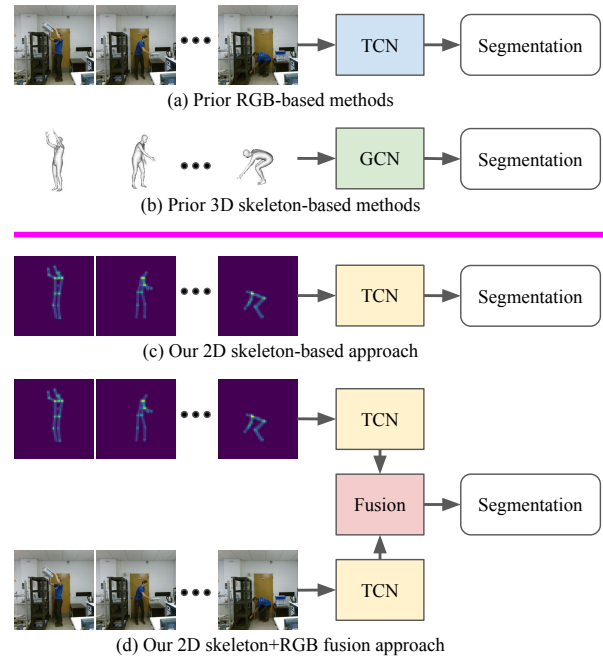 TCN
Segmentation
(a) Prior RGB-based methods
GCN
Segmentation
(b) Prior 3D skeleton-based methods
TCN
Segmentation
(c) Our 2D skeleton-based approach
TCN
Fusion
Segmentation
TCN
(d) Our 2D skeleton+RGB fusion approach